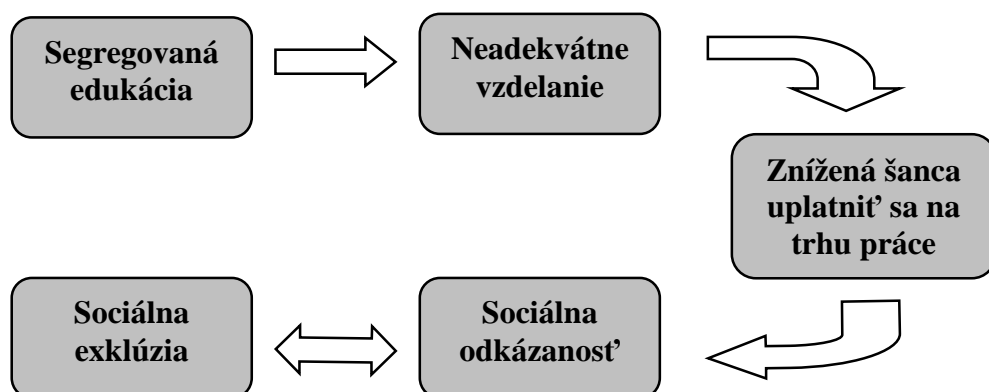 Segregovaná
edukácia
Neadekvátne
vzdelanie
Znížená šanca
uplatniť sa na
trhu práce
Sociálna
exklúzia
Sociálna
odkázanosť